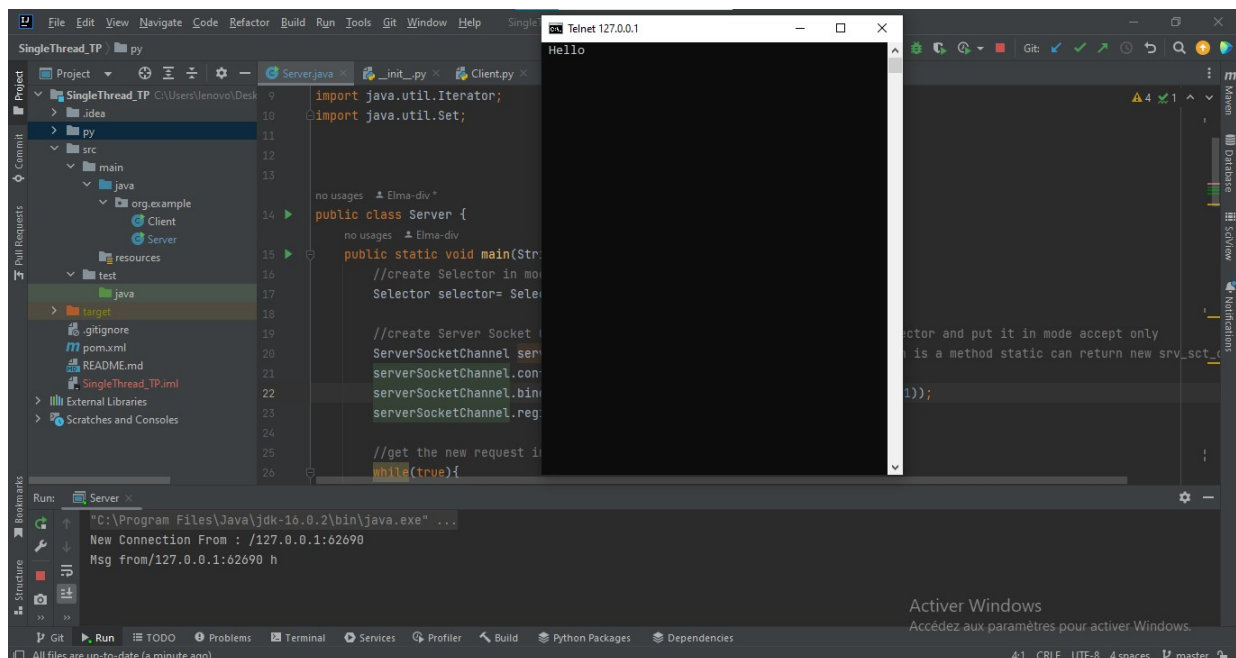 File Edit View Navigate Code Refactor Build Run Tools Git Window Help
Telnet 127.0.0.1
SingleThread_TP py
Git:
Project
Server.java __init__.py Client.py
Hello
SingleThread_TP C:\Users\lenovo\Desk
.idea
py
src
main
java
org.example
Client
Server
resources
test
java
target
.gitignore
pom.xml
README.md
SingleThread_TP.iml
External Libraries
Scratches and Consoles
9 import java.util.Iterator;
10 import java.util.Set;
11
12
13
no usages Elma-div *
14 public class Server {
no usages Elma-div
15 public static void main(
16 //create Selector in
17 Selector selector=
18
19 //create Server Socket
and put it in mode accept only
20 ServerSocketChannel
is a method static can return new
21 serverSocketChannel.
22 serverSocketChannel.
1));
23 serverSocketChannel.
24
25 //get the new request
26 while(true){
4 1
Project
Commit
Pull Requests
Bookmarks
Structure
Maven
Database
SciView
Notifications
Run: Server
"C:\Program Files\Java\jdk-16.0.2\bin\java.exe" ...
New Connection From : /127.0.0.1:62690
Msg from/127.0.0.1:62690 h
Activer Windows
Accédez aux paramètres pour activer Windows.
Git Run TODO Problems Terminal Services Profiler Build Python Packages Dependencies
All files are up-to-date (a minute ago)
4:1 CRLF UTF-8 4 spaces master